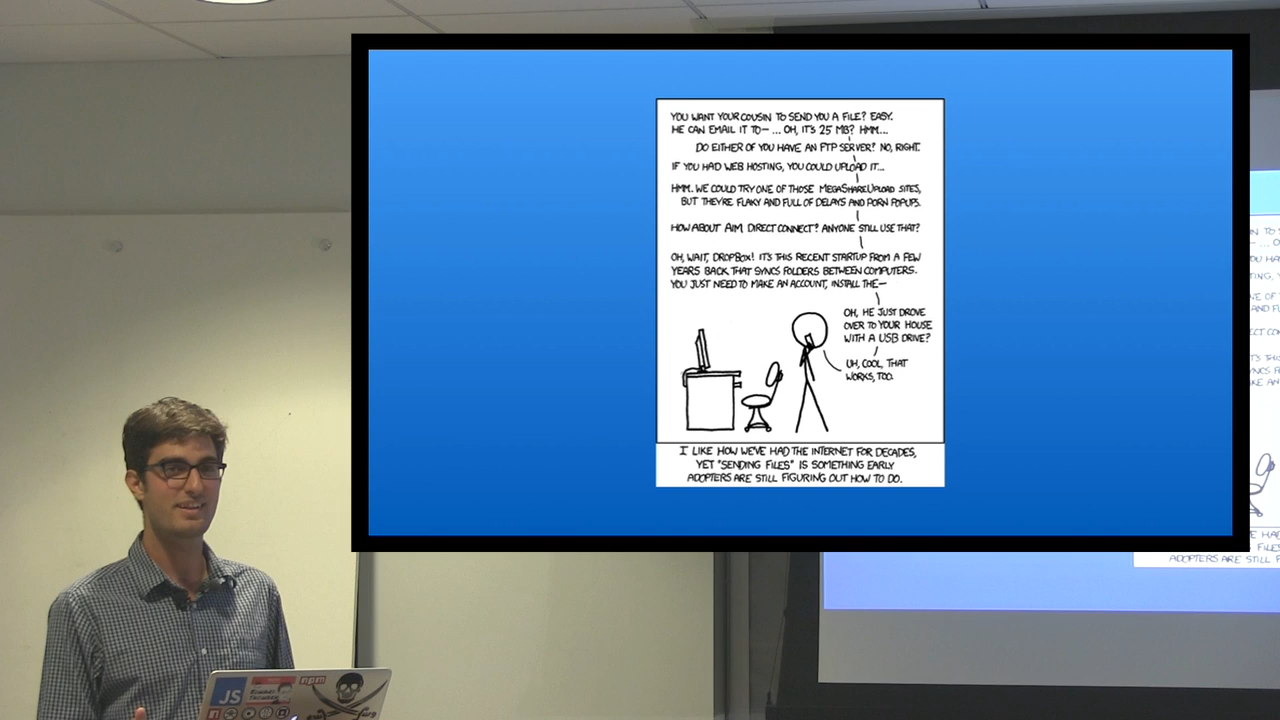 YOU WANT YOUR COUSIN TO SEND YOU A FILE? EASY.
HE CAN EMAIL IT TO— ... OH, IT'S 25 MB? HMM...
DO EITHER OF YOU HAVE AN FTP SERVER? NO, RIGHT.
IF YOU HAD WEB HOSTING, YOU COULD UPLOAD IT...
HMM. WE COULD TRY ONE OF THOSE MEGASHAREUPLOAD SITES,
BUT THEY'RE FLAKY AND FULL OF DELAYS AND PORN POPUPS.
HOW ABOUT AIM DIRECT CONNECT? ANYONE STILL USE THAT?
OH, WAIT, DROPBOX! IT'S THIS RECENT STARTUP FROM A FEW
YEARS BACK THAT SYNCS FOLDERS BETWEEN COMPUTERS.
YOU JUST NEED TO MAKE AN ACCOUNT, INSTALL THE—
OH, HE JUST DROVE
OVER TO YOUR HOUSE
WITH A USB DRIVE?
UH, COOL, THAT
WORKS, TOO.
I LIKE HOW WE'VE HAD THE INTERNET FOR DECADES,
YET "SENDING FILES" IS SOMETHING EARLY
ADOPTERS ARE STILL FIGURING OUT HOW TO DO.
ADOPTERS ARE STILL
JS
npm